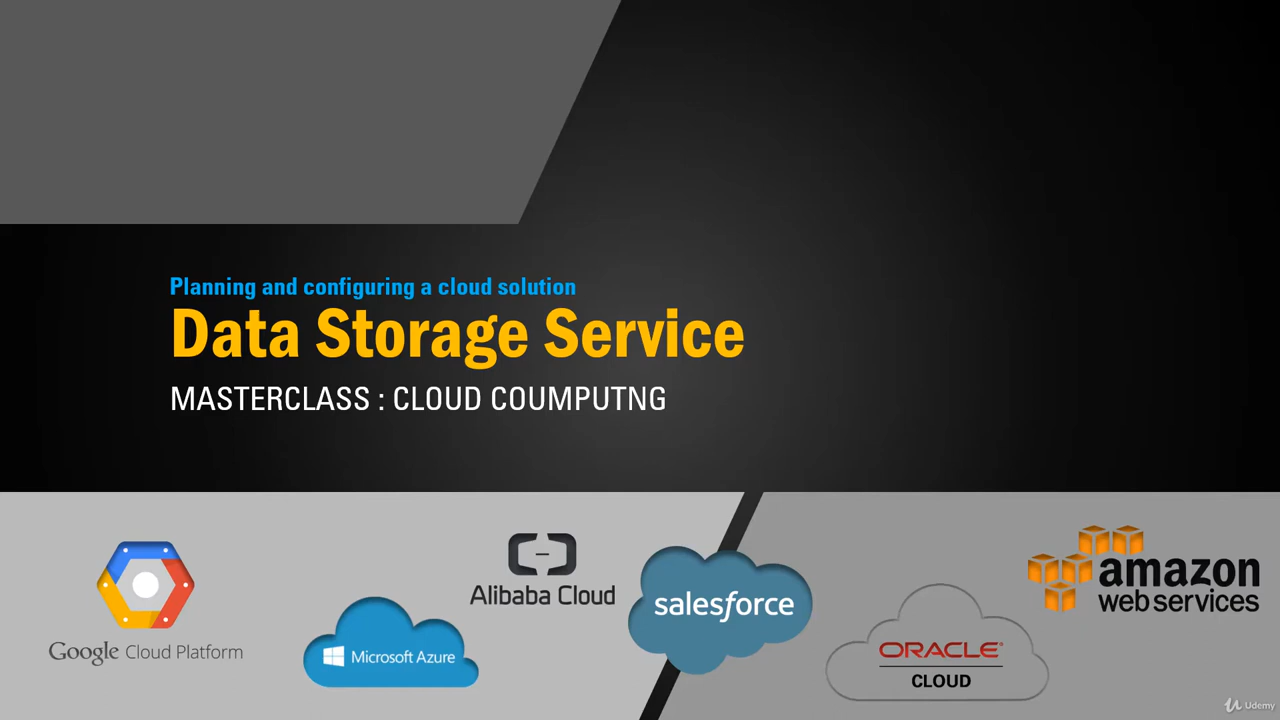 Planning and configuring a cloud solution
Data Storage Service
MASTERCLASS : CLOUD COUMPUTNG
Google Cloud Platform
Microsoft Azure
Alibaba Cloud
salesforce
ORACLE®
CLOUD
amazon
web services
Udemy